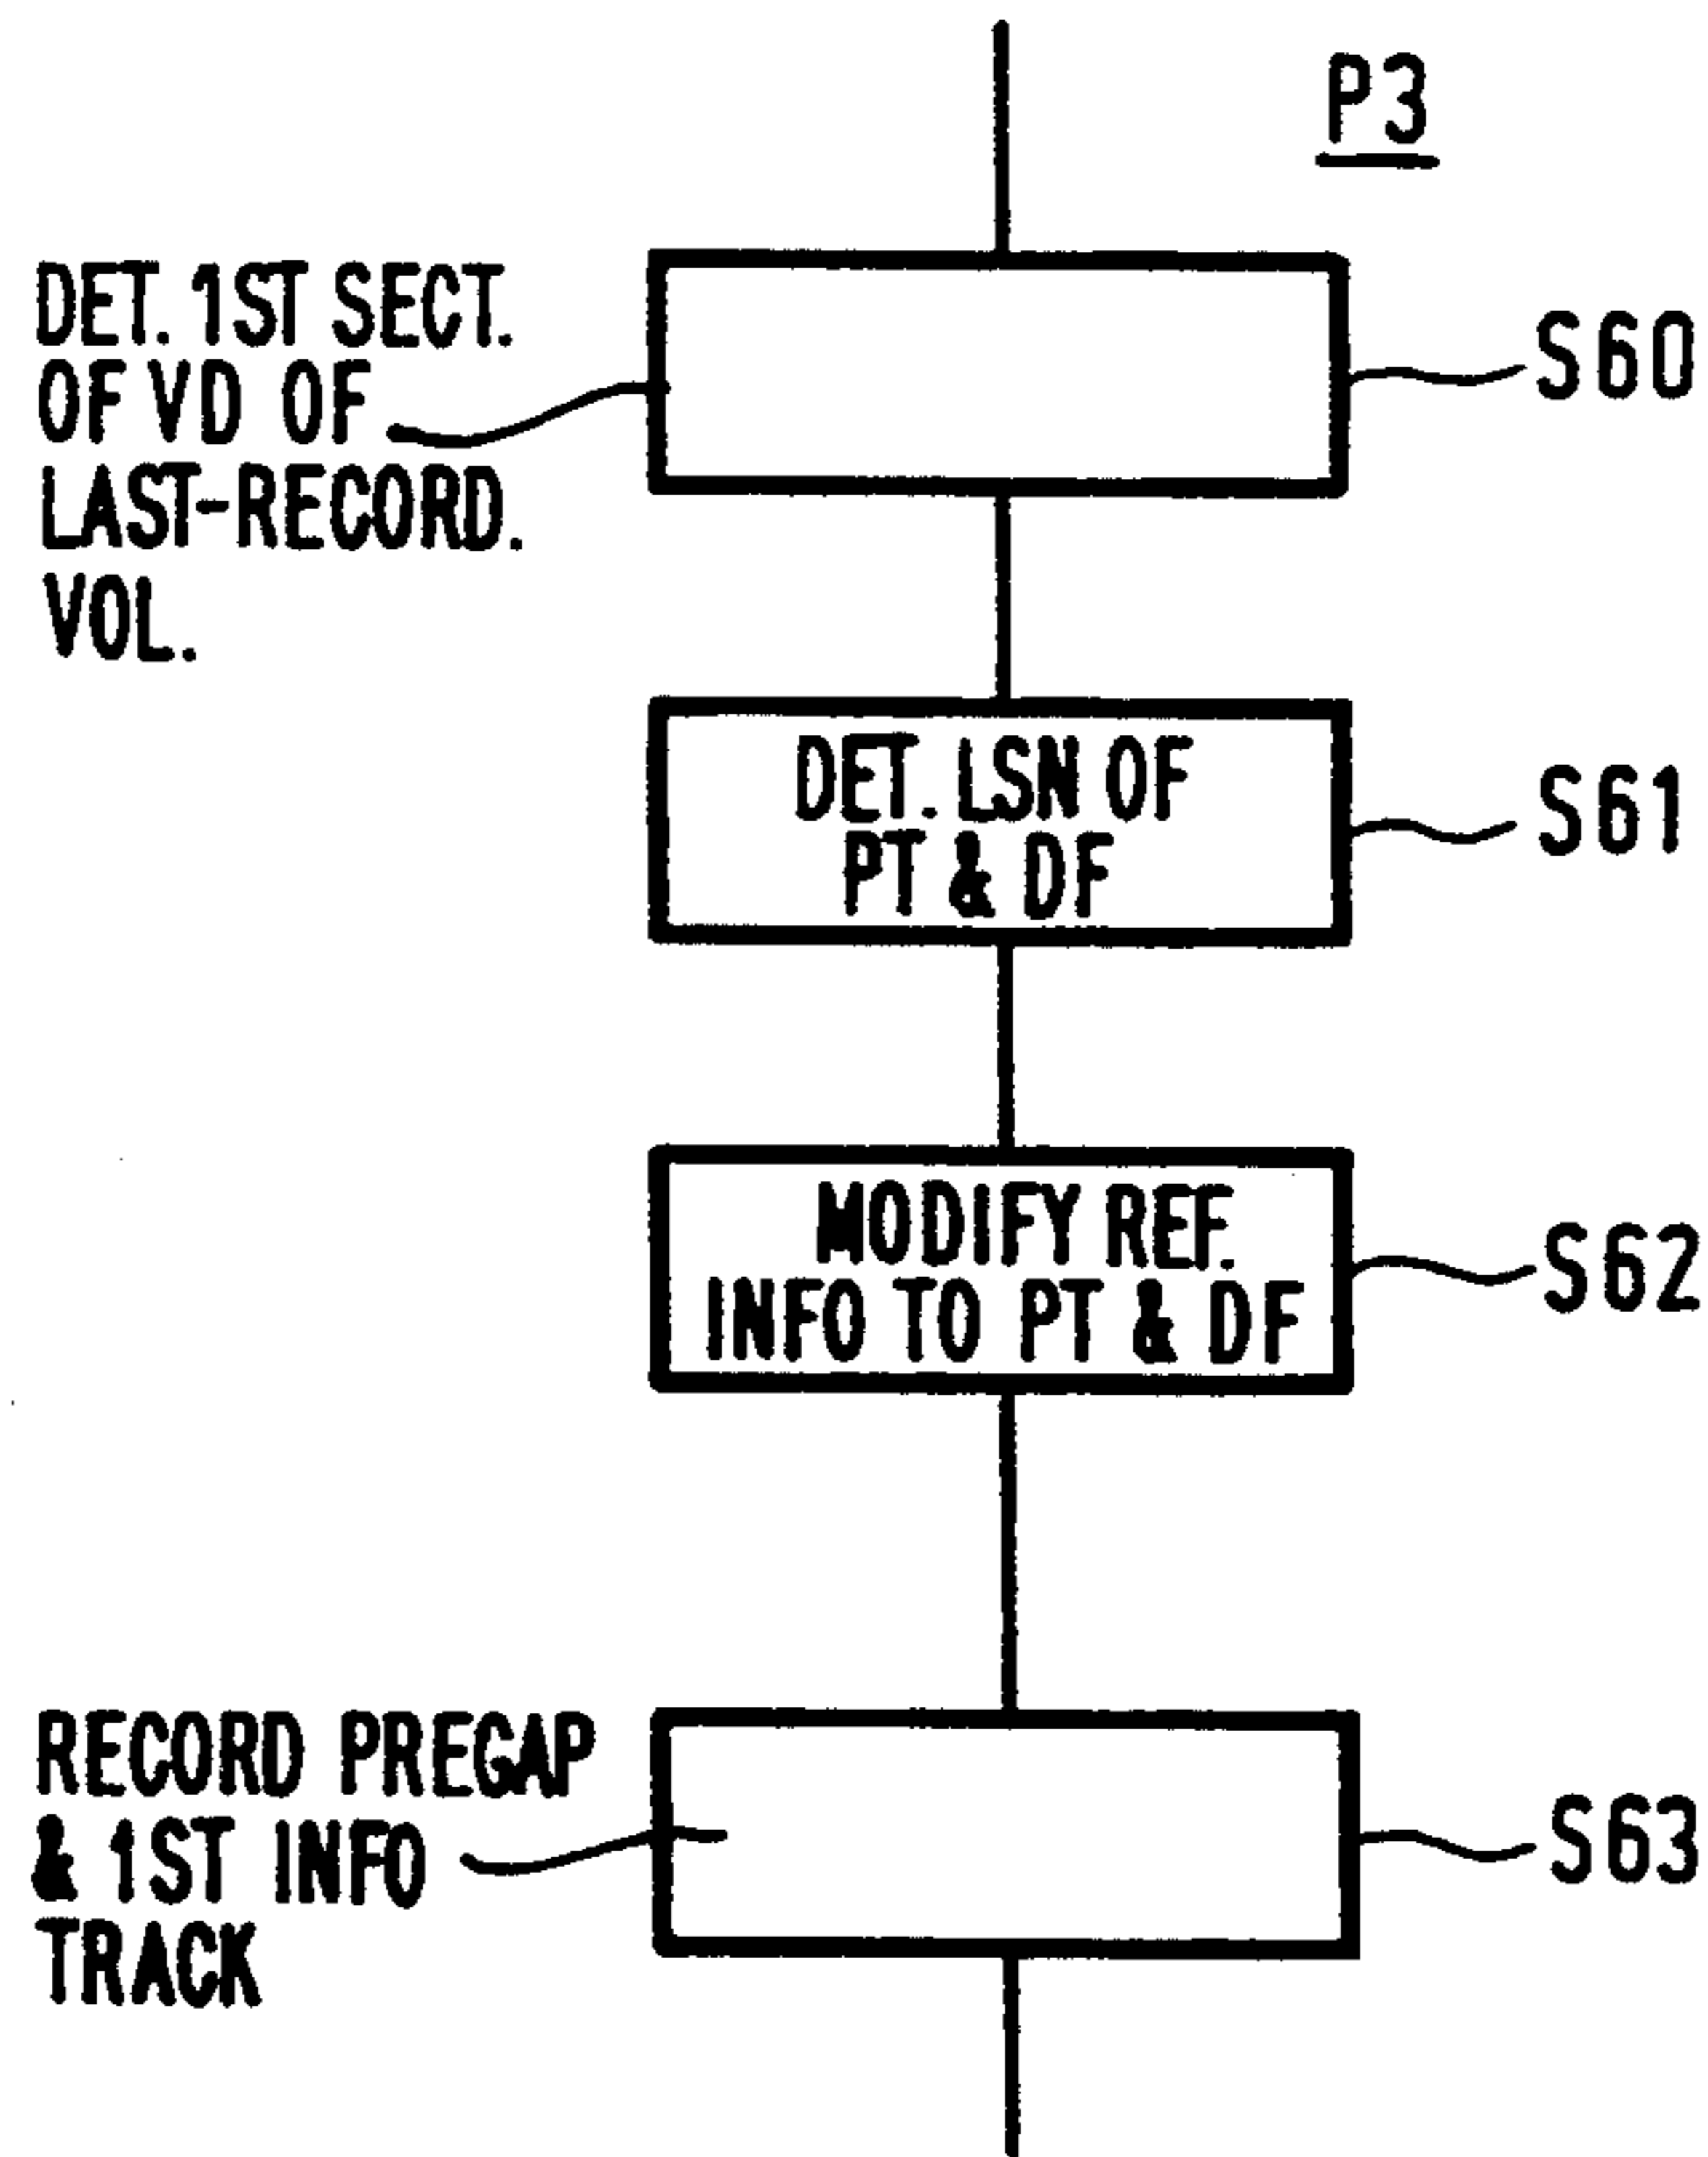 P3
DET. 1ST SECT.
OF VD OF
LAST-RECORD.
VOL.
S60
DET. LSN OF
PT & DF
S61
MODIFY REF.
INFO TO PT & DF
S62
RECORD PREGAP
& 1ST INFO
TRACK
S63